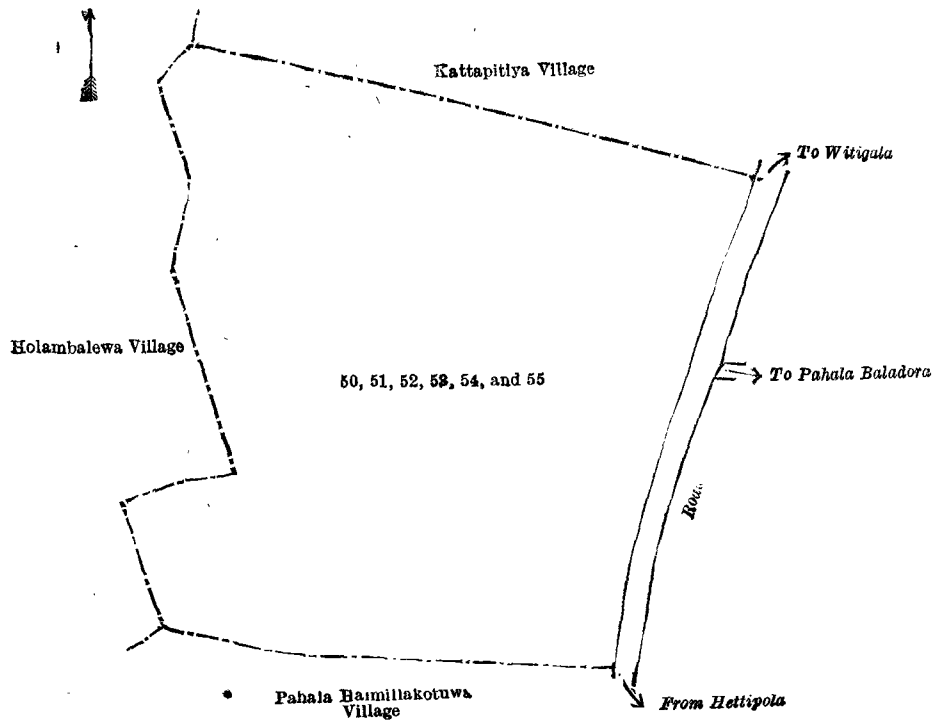 Kattapitiya Village
To Witigala
Holambalewa Village
50, 51, 52, 53, 54, and 55
To Pahala Baladora
Pahala Haimillakotuwa
Village
From Hettipola